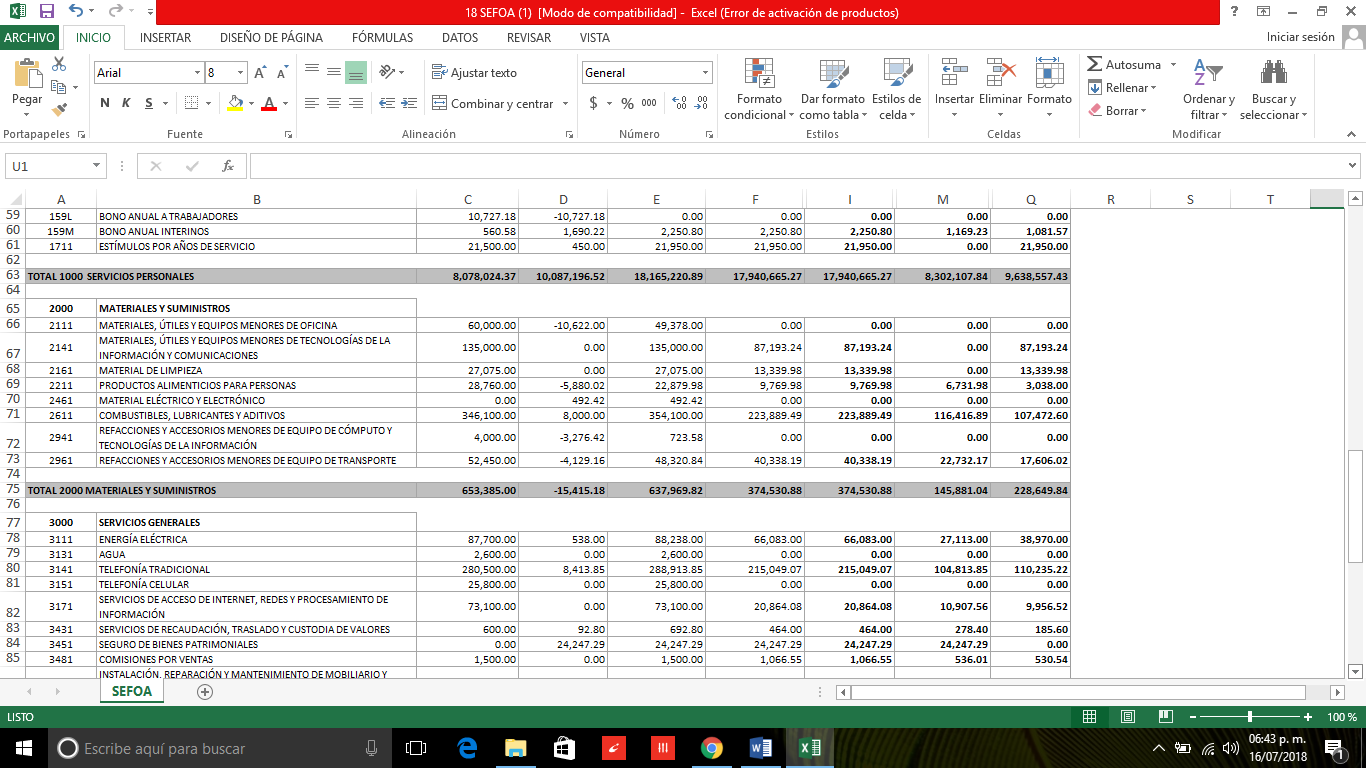 18 SEFOA (1) [Modo de compatibilidad] - Excel (Error de activación de productos)
ARCHIVO INICIO INSERTAR DISEÑO DE PÁGINA FÓRMULAS DATOS REVISAR VISTA Iniciar sesión
Arial 8 Ajustar texto General Autosuma
Pegar N K S Combinar y centrar $ % 000 Formato condicional Dar formato como tabla Estilos de celda Insertar Eliminar Formato Rellenar Borrar Ordenar y filtrar Buscar y seleccionar
Portapapeles Fuente Alineación Número Estilos Celdas Modificar
U1 fx
A B C D E F I M Q R S T
59 159L BONO ANUAL A TRABAJADORES 10,727.18 -10,727.18 0.00 0.00 0.00 0.00 0.00
60 159M BONO ANUAL INTERINOS 560.58 1,690.22 2,250.80 2,250.80 2,250.80 1,169.23 1,081.57
61 1711 ESTÍMULOS POR AÑOS DE SERVICIO 21,500.00 450.00 21,950.00 21,950.00 21,950.00 0.00 21,950.00
62
63 TOTAL 1000 SERVICIOS PERSONALES 8,078,024.37 10,087,196.52 18,165,220.89 17,940,665.27 17,940,665.27 8,302,107.84 9,638,557.43
64
65 2000 MATERIALES Y SUMINISTROS
66 2111 MATERIALES, ÚTILES Y EQUIPOS MENORES DE OFICINA 60,000.00 -10,622.00 49,378.00 0.00 0.00 0.00 0.00
67 2141 MATERIALES, ÚTILES Y EQUIPOS MENORES DE TECNOLOGÍAS DE LA
INFORMACIÓN Y COMUNICACIONES 135,000.00 0.00 135,000.00 87,193.24 87,193.24 0.00 87,193.24
68 2161 MATERIAL DE LIMPIEZA 27,075.00 0.00 27,075.00 13,339.98 13,339.98 0.00 13,339.98
69 2211 PRODUCTOS ALIMENTICIOS PARA PERSONAS 28,760.00 -5,880.02 22,879.98 9,769.98 9,769.98 6,731.98 3,038.00
70 2461 MATERIAL ELÉCTRICO Y ELECTRÓNICO 0.00 492.42 492.42 0.00 0.00 0.00 0.00
71 2611 COMBUSTIBLES, LUBRICANTES Y ADITIVOS 346,100.00 8,000.00 354,100.00 223,889.49 223,889.49 116,416.89 107,472.60
72 2941 REFACCIONES Y ACCESORIOS MENORES DE EQUIPO DE CÓMPUTO Y
TECNOLOGÍAS DE LA INFORMACIÓN 4,000.00 -3,276.42 723.58 0.00 0.00 0.00 0.00
73 2961 REFACCIONES Y ACCESORIOS MENORES DE EQUIPO DE TRANSPORTE 52,450.00 -4,129.16 48,320.84 40,338.19 40,338.19 22,732.17 17,606.02
74
75 TOTAL 2000 MATERIALES Y SUMINISTROS 653,385.00 -15,415.18 637,969.82 374,530.88 374,530.88 145,881.04 228,649.84
76
77 3000 SERVICIOS GENERALES
78 3111 ENERGÍA ELÉCTRICA 87,700.00 538.00 88,238.00 66,083.00 66,083.00 27,113.00 38,970.00
79 3131 AGUA 2,600.00 0.00 2,600.00 0.00 0.00 0.00 0.00
80 3141 TELEFONÍA TRADICIONAL 280,500.00 8,413.85 288,913.85 215,049.07 215,049.07 104,813.85 110,235.22
81 3151 TELEFONÍA CELULAR 25,800.00 0.00 25,800.00 0.00 0.00 0.00 0.00
82 3171 SERVICIOS DE ACCESO DE INTERNET, REDES Y PROCESAMIENTO DE
INFORMACIÓN 73,100.00 0.00 73,100.00 20,864.08 20,864.08 10,907.56 9,956.52
83 3431 SERVICIOS DE RECAUDACIÓN, TRASLADO Y CUSTODIA DE VALORES 600.00 92.80 692.80 464.00 464.00 278.40 185.60
84 3451 SEGURO DE BIENES PATRIMONIALES 0.00 24,247.29 24,247.29 24,247.29 24,247.29 24,247.29 0.00
85 3481 COMISIONES POR VENTAS 1,500.00 0.00 1,500.00 1,066.55 1,066.55 536.01 530.54
INSTALACIÓN, REPARACIÓN Y MANTENIMIENTO DE MOBILIARIO Y
SEFOA
LISTO 100 %
Escribe aquí para buscar 06:43 p. m.
16/07/2018